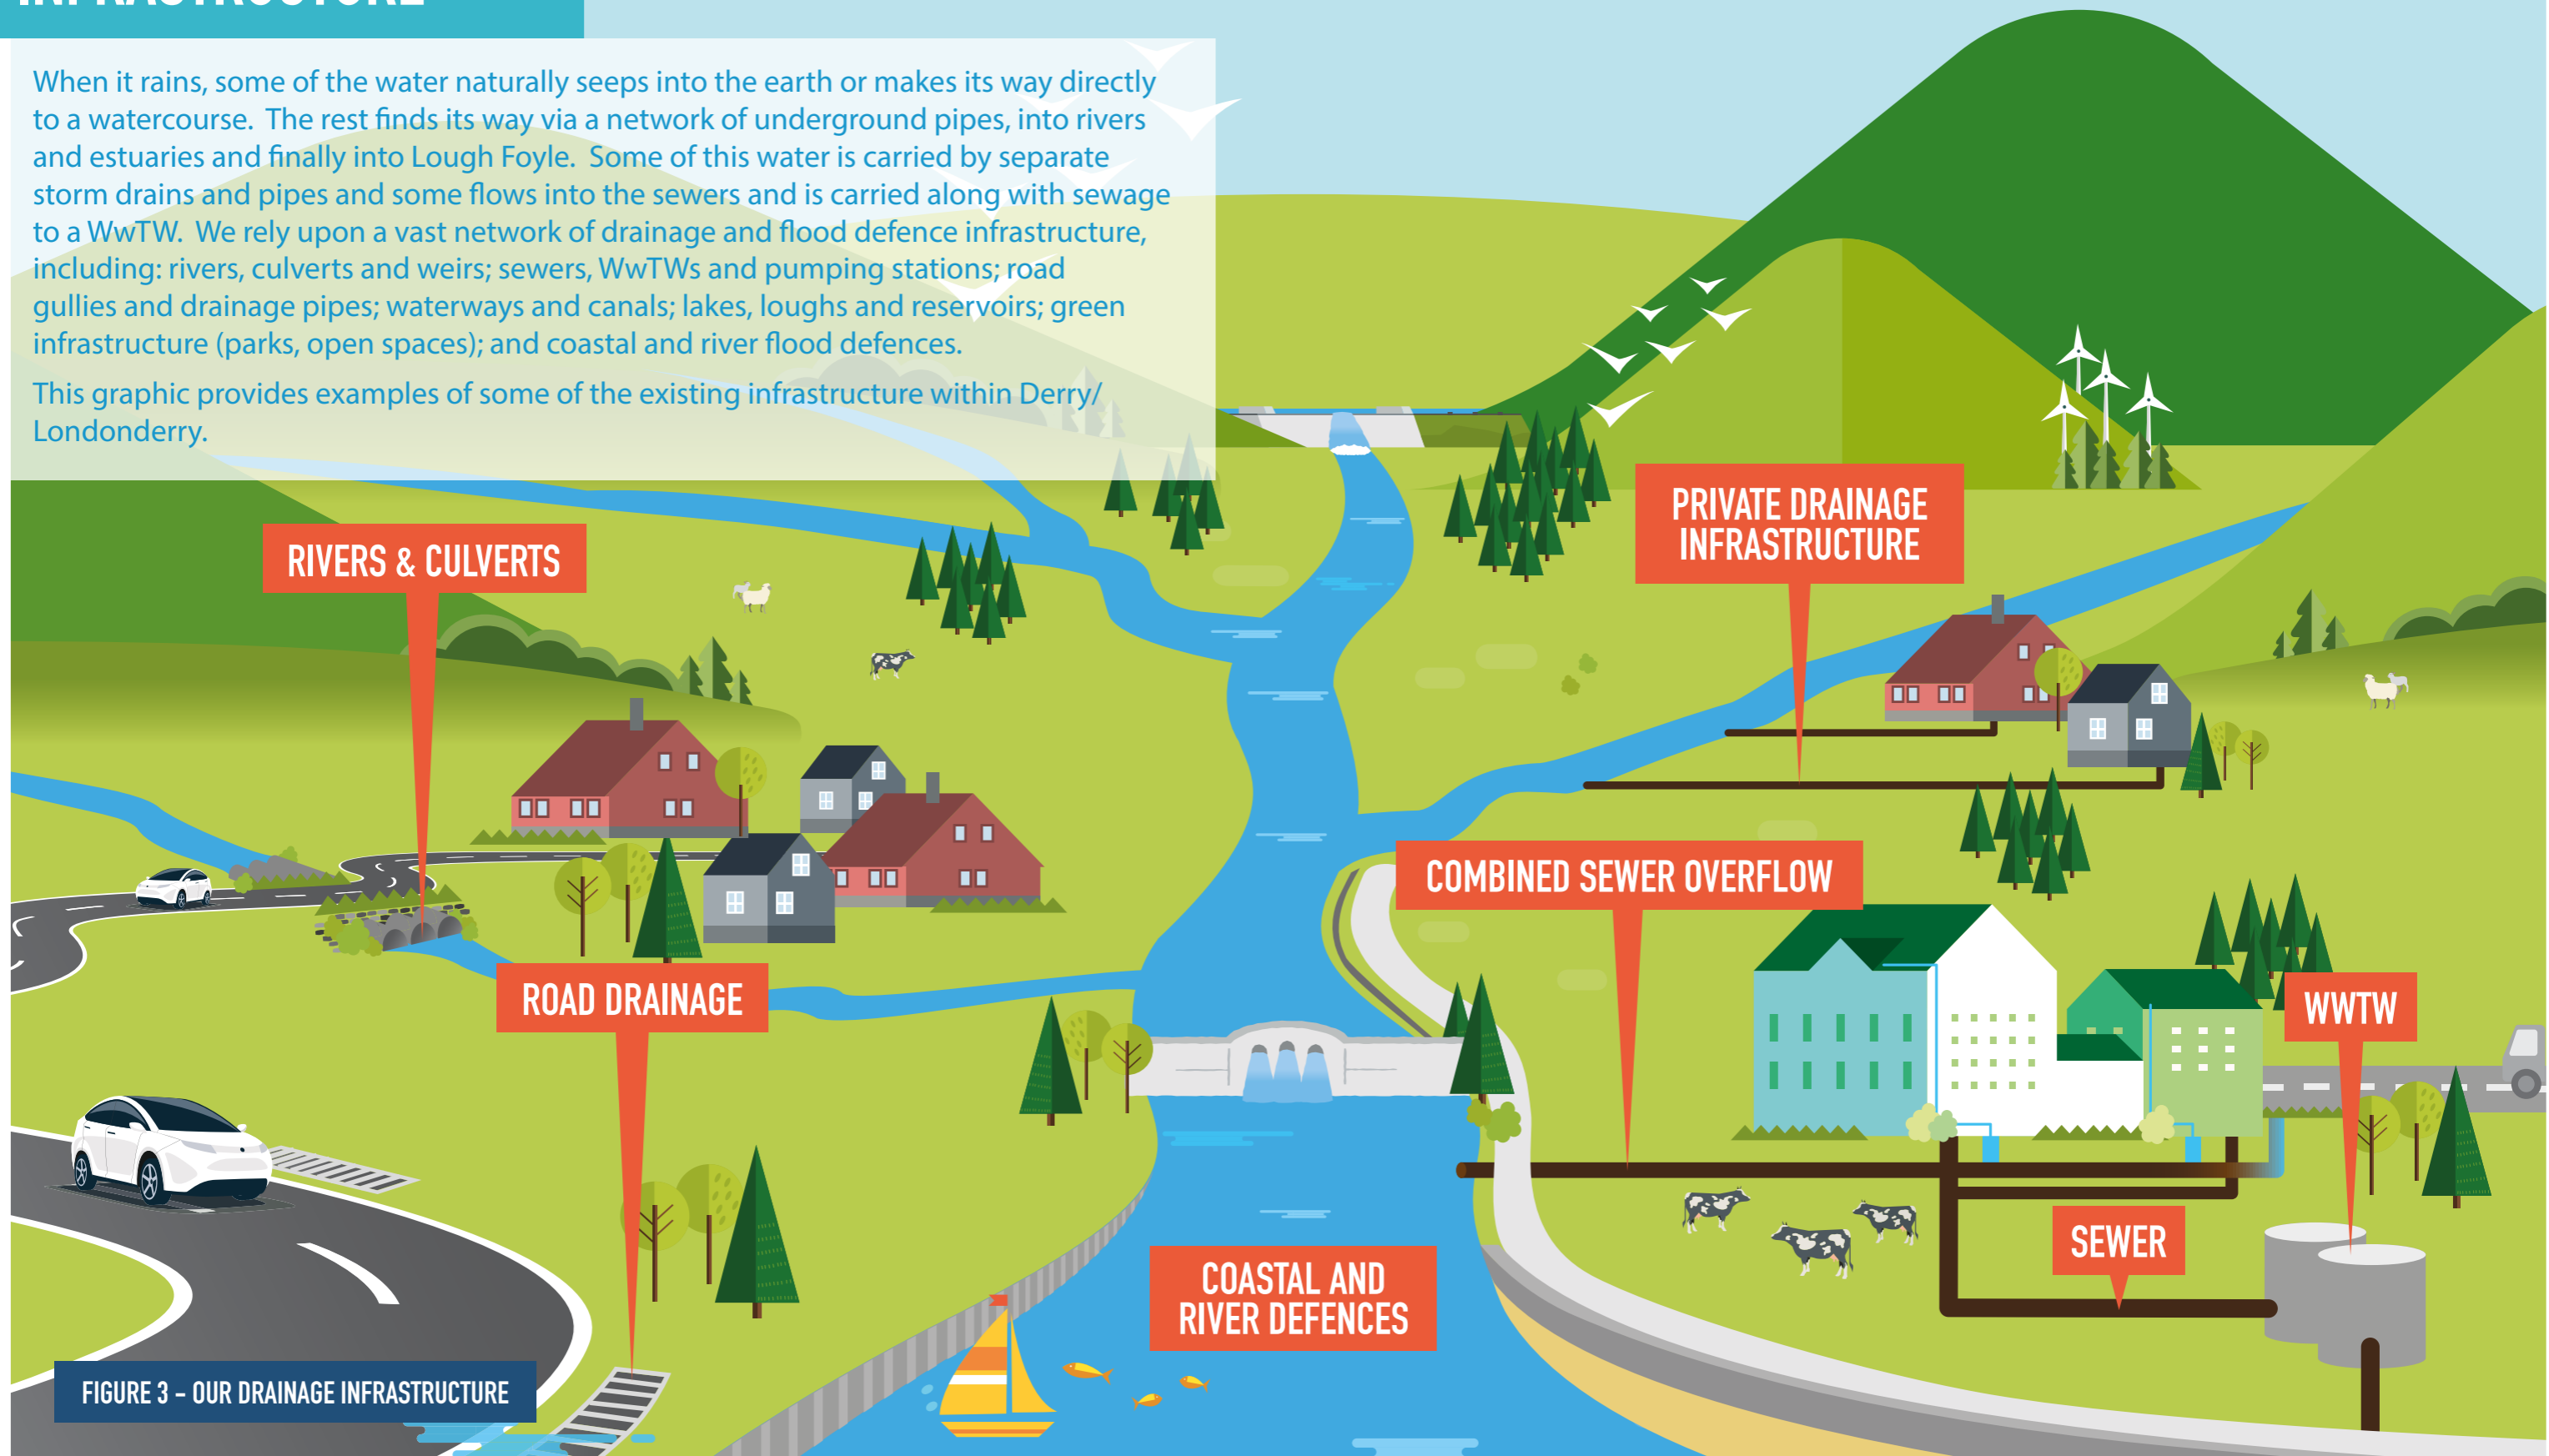 INFRASTRUCTURE
When it rains, some of the water naturally seeps into the earth or makes its way directly
to a watercourse. The rest finds its way via a network of underground pipes, into rivers
and estuaries and finally into Lough Foyle. Some of this water is carried by separate
storm drains and pipes and some flows into the sewers and is carried along with sewage
to a WwTW. We rely upon a vast network of drainage and flood defence infrastructure,
including: rivers, culverts and weirs; sewers, WwTWs and pumping stations; road
gullies and drainage pipes; waterways and canals; lakes, loughs and reservoirs; green
infrastructure (parks, open spaces); and coastal and river flood defences.
This graphic provides examples of some of the existing infrastructure within Derry/
Londonderry.
PRIVATE DRAINAGE
INFRASTRUCTURE
RIVERS & CULVERTS
COMBINED SEWER OVERFLOW
ROAD DRAINAGE
WWTW
SEWER
COASTAL AND
RIVER DEFENCES
FIGURE 3 - OUR DRAINAGE INFRASTRUCTURE